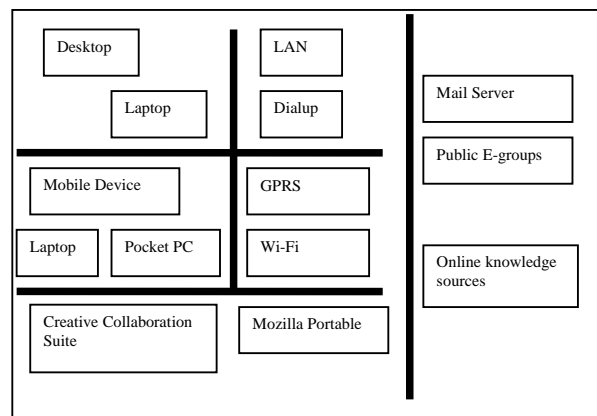 Desktop
LAN
Laptop
Dialup
Mail Server
Public E-groups
Mobile Device
GPRS
Laptop
Pocket PC
Wi-Fi
Online knowledge
sources
Creative Collaboration
Suite
Mozilla Portable